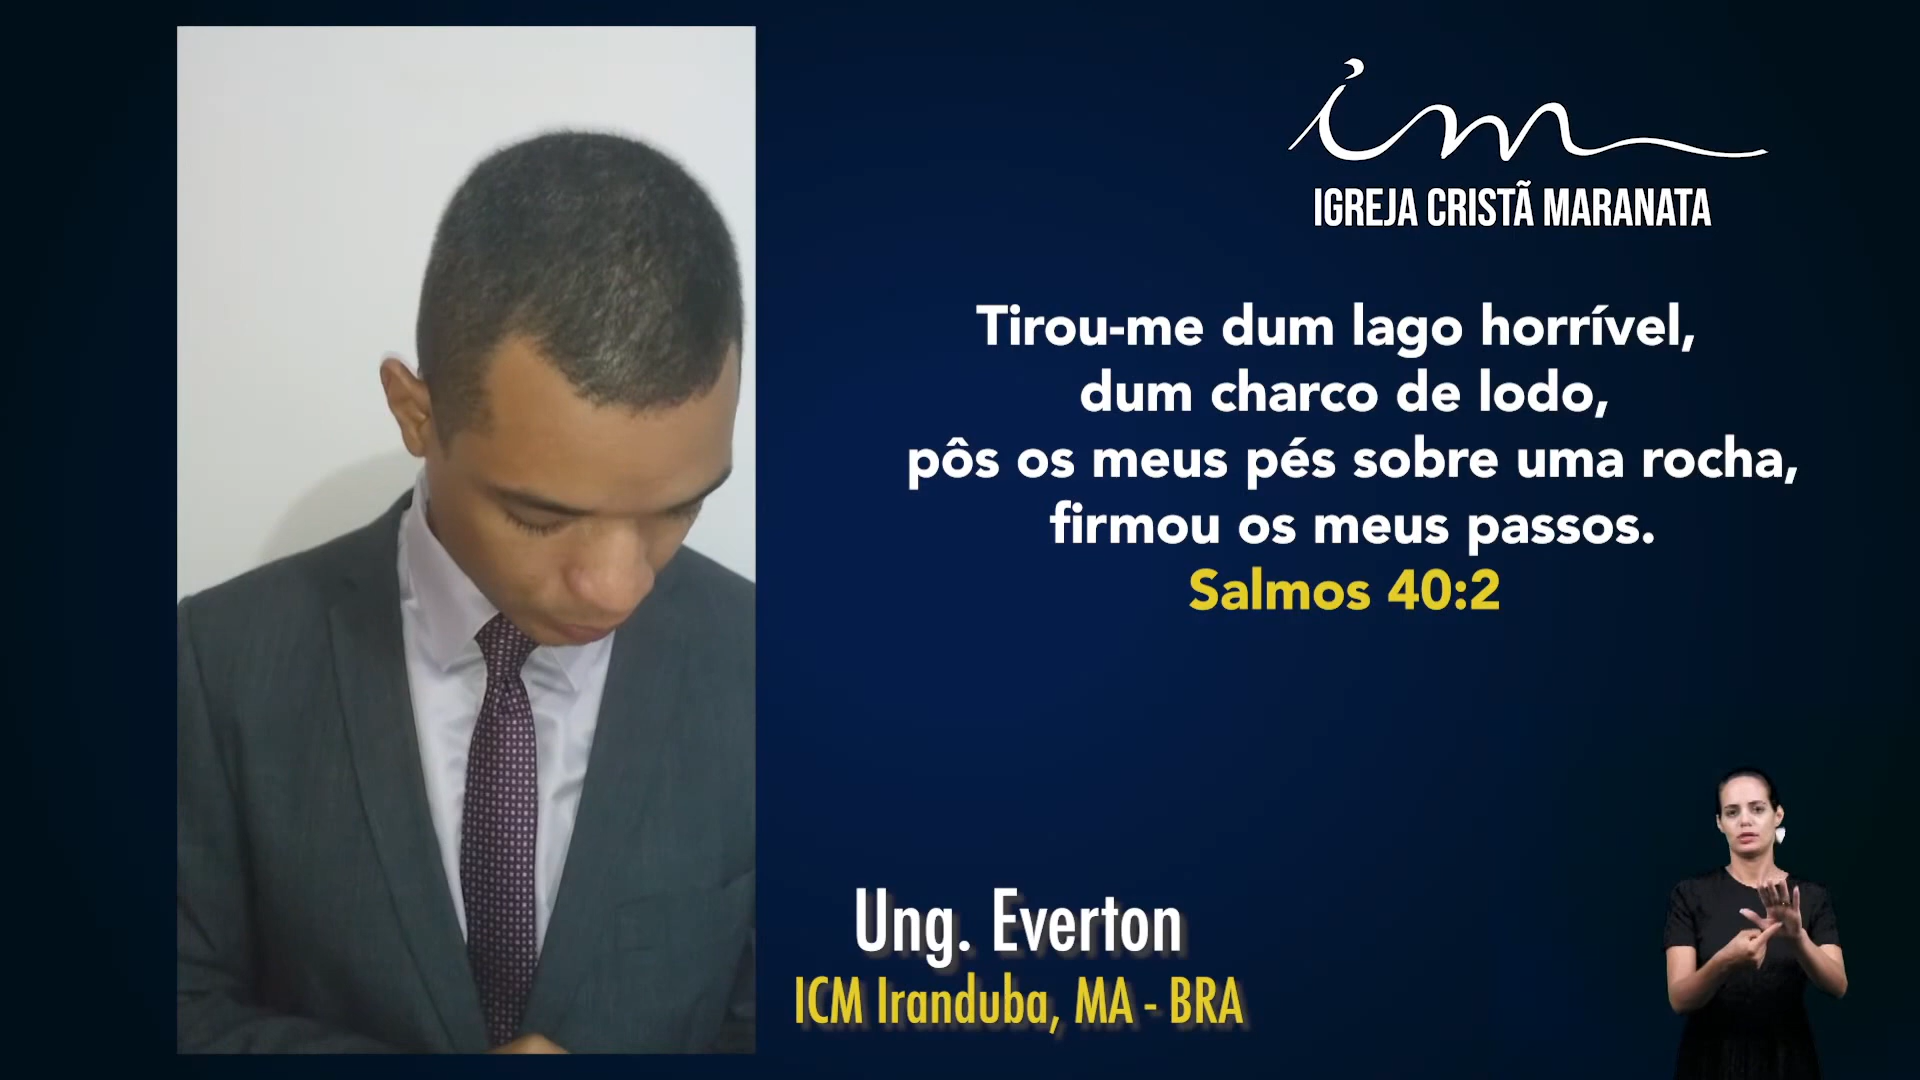 im
IGREJA CRISTÃ MARANATA
Tirou-me dum lago horrível,
dum charco de lodo,
pôs os meus pés sobre uma rocha,
firmou os meus passos.
Salmos 40:2
Ung. Everton
ICM Iranduba, MA - BRA